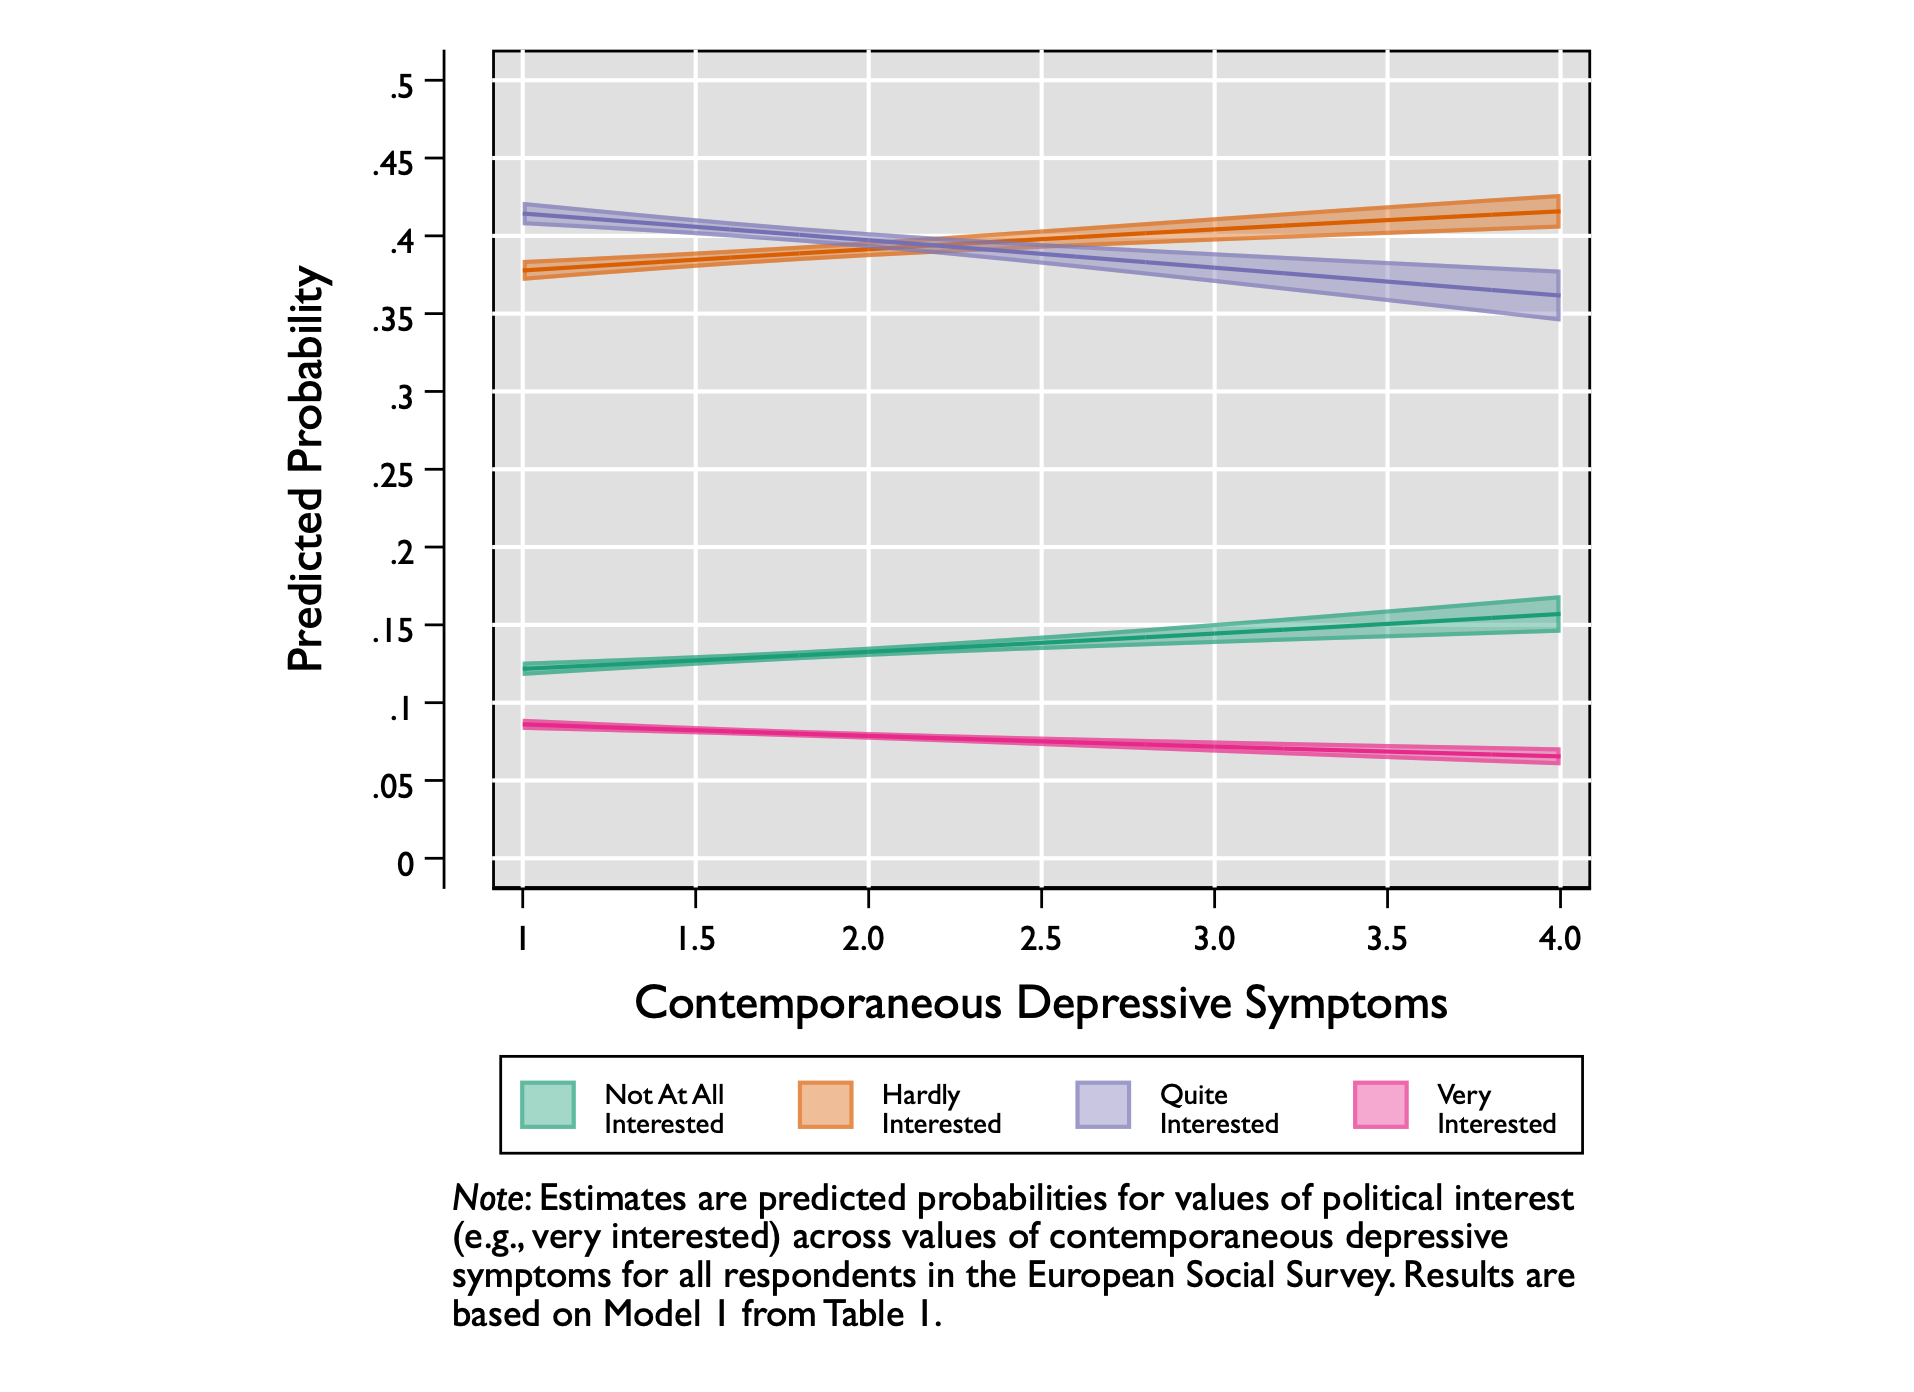 .5
.45
.4
.35
.3
.25
.2
.15
.1
.05
0
Predicted Probability
1
1.5
2.0
2.5
3.0
3.5
4.0
Contemporaneous Depressive Symptoms
Not At All
Interested
Hardly
Interested
Quite
Interested
Very
Interested
Note: Estimates are predicted probabilities for values of political interest
(e.g., very interested) across values of contemporaneous depressive
symptoms for all respondents in the European Social Survey. Results are
based on Model 1 from Table 1.